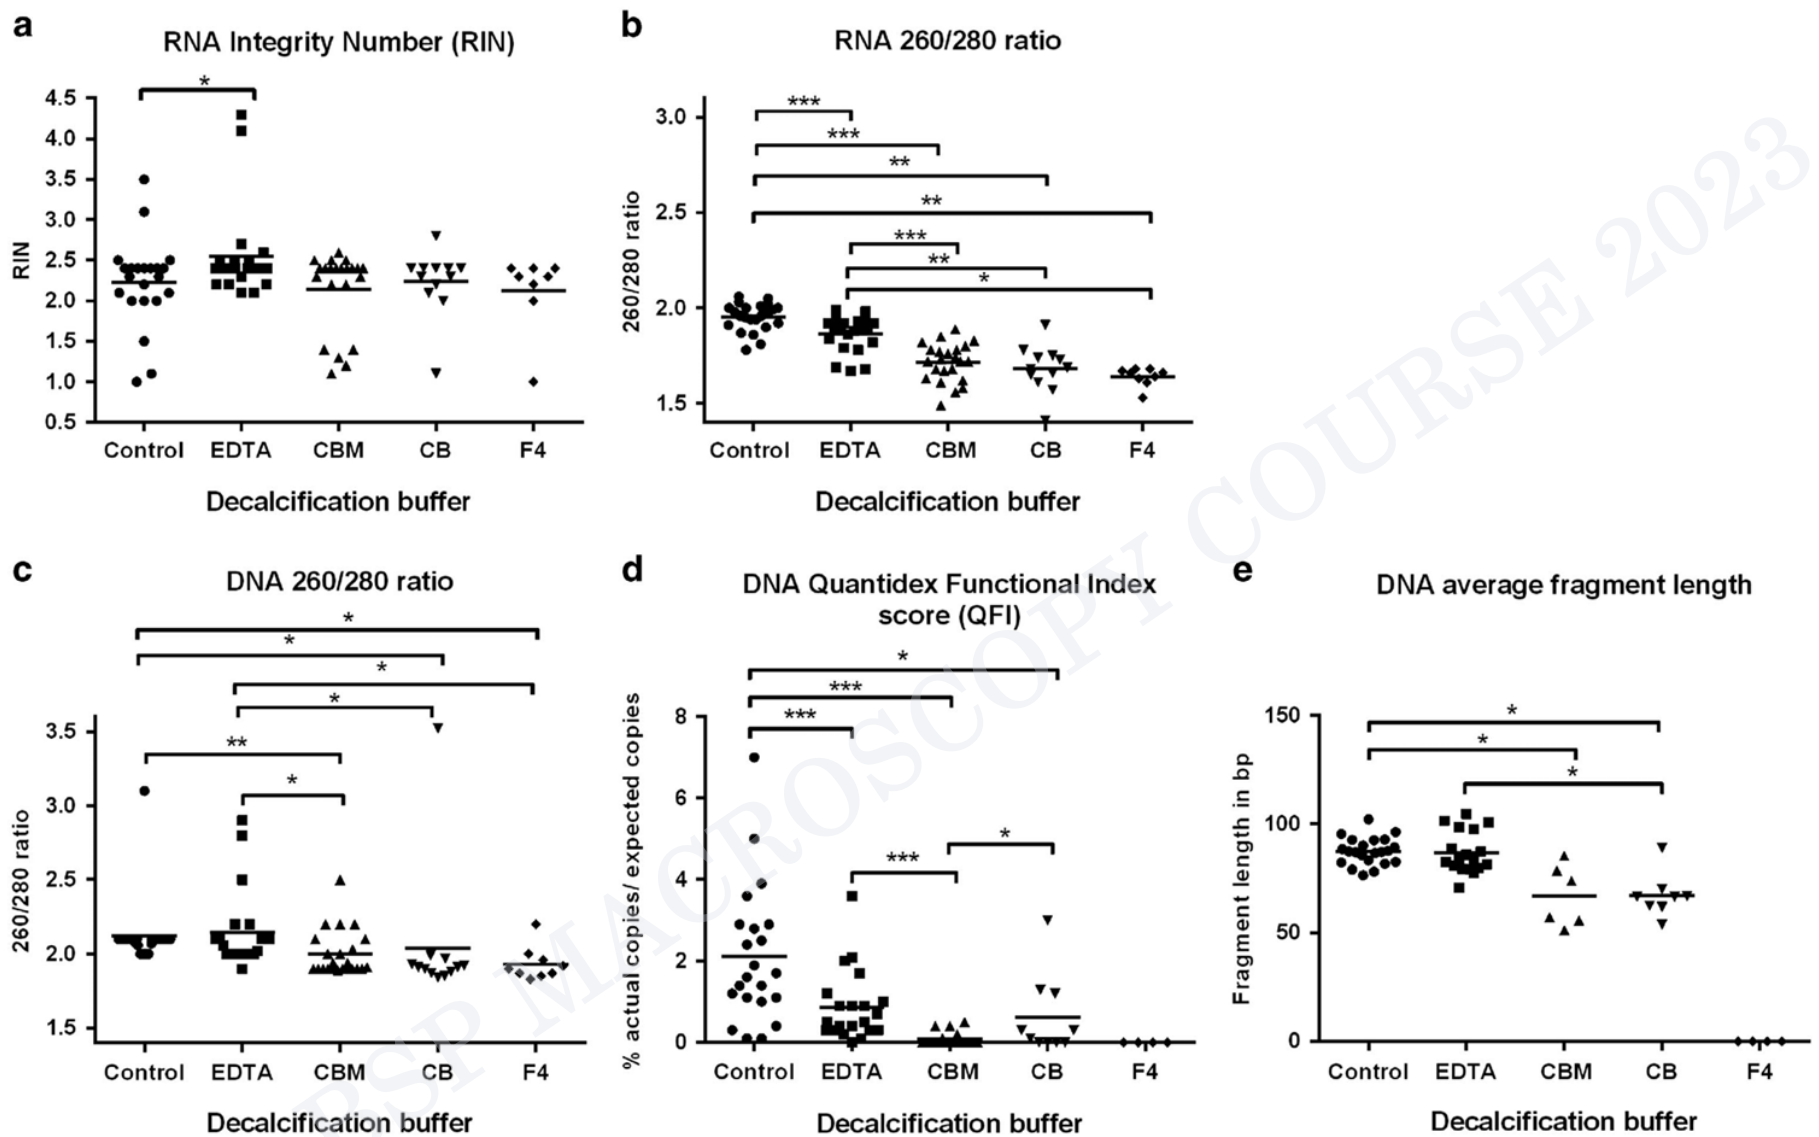 a
RNA Integrity Number (RIN)
*
4.5
4.0
3.5
3.0
2.5
2.0
1.5
1.0
0.5
RIN
Control EDTA CBM CB F4
Decalcification buffer
b
RNA 260/280 ratio
***
***
**
**
***
**
*
3.0
2.5
2.0
1.5
260/280 ratio
Control EDTA CBM CB F4
Decalcification buffer
c
DNA 260/280 ratio
*
*
*
*
**
*
3.5
3.0
2.5
2.0
1.5
260/280 ratio
Control EDTA CBM CB F4
Decalcification buffer
d
DNA Quantidex Functional Index
score (QFI)
*
***
***
*
***
8
6
4
2
0
% actual copies/ expected copies
Control EDTA CBM CB F4
Decalcification buffer
e
DNA average fragment length
*
*
*
150
100
50
0
Fragment length in bp
Control EDTA CBM CB F4
Decalcification buffer
BSP MACROSCOPY COURSE 2023